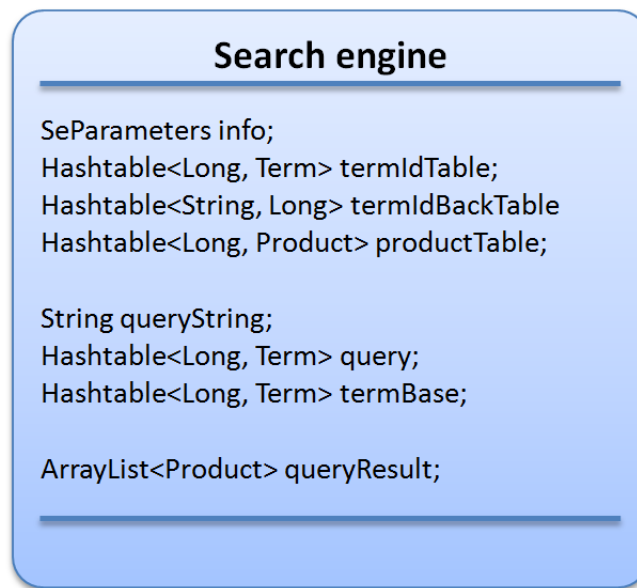 Search engine
SeParameters info;
Hashtable<Long, Term> termIdTable;
Hashtable<String, Long> termIdBackTable
Hashtable<Long, Product> productTable;
String queryString;
Hashtable<Long, Term> query;
Hashtable<Long, Term> termBase;
ArrayList<Product> queryResult;